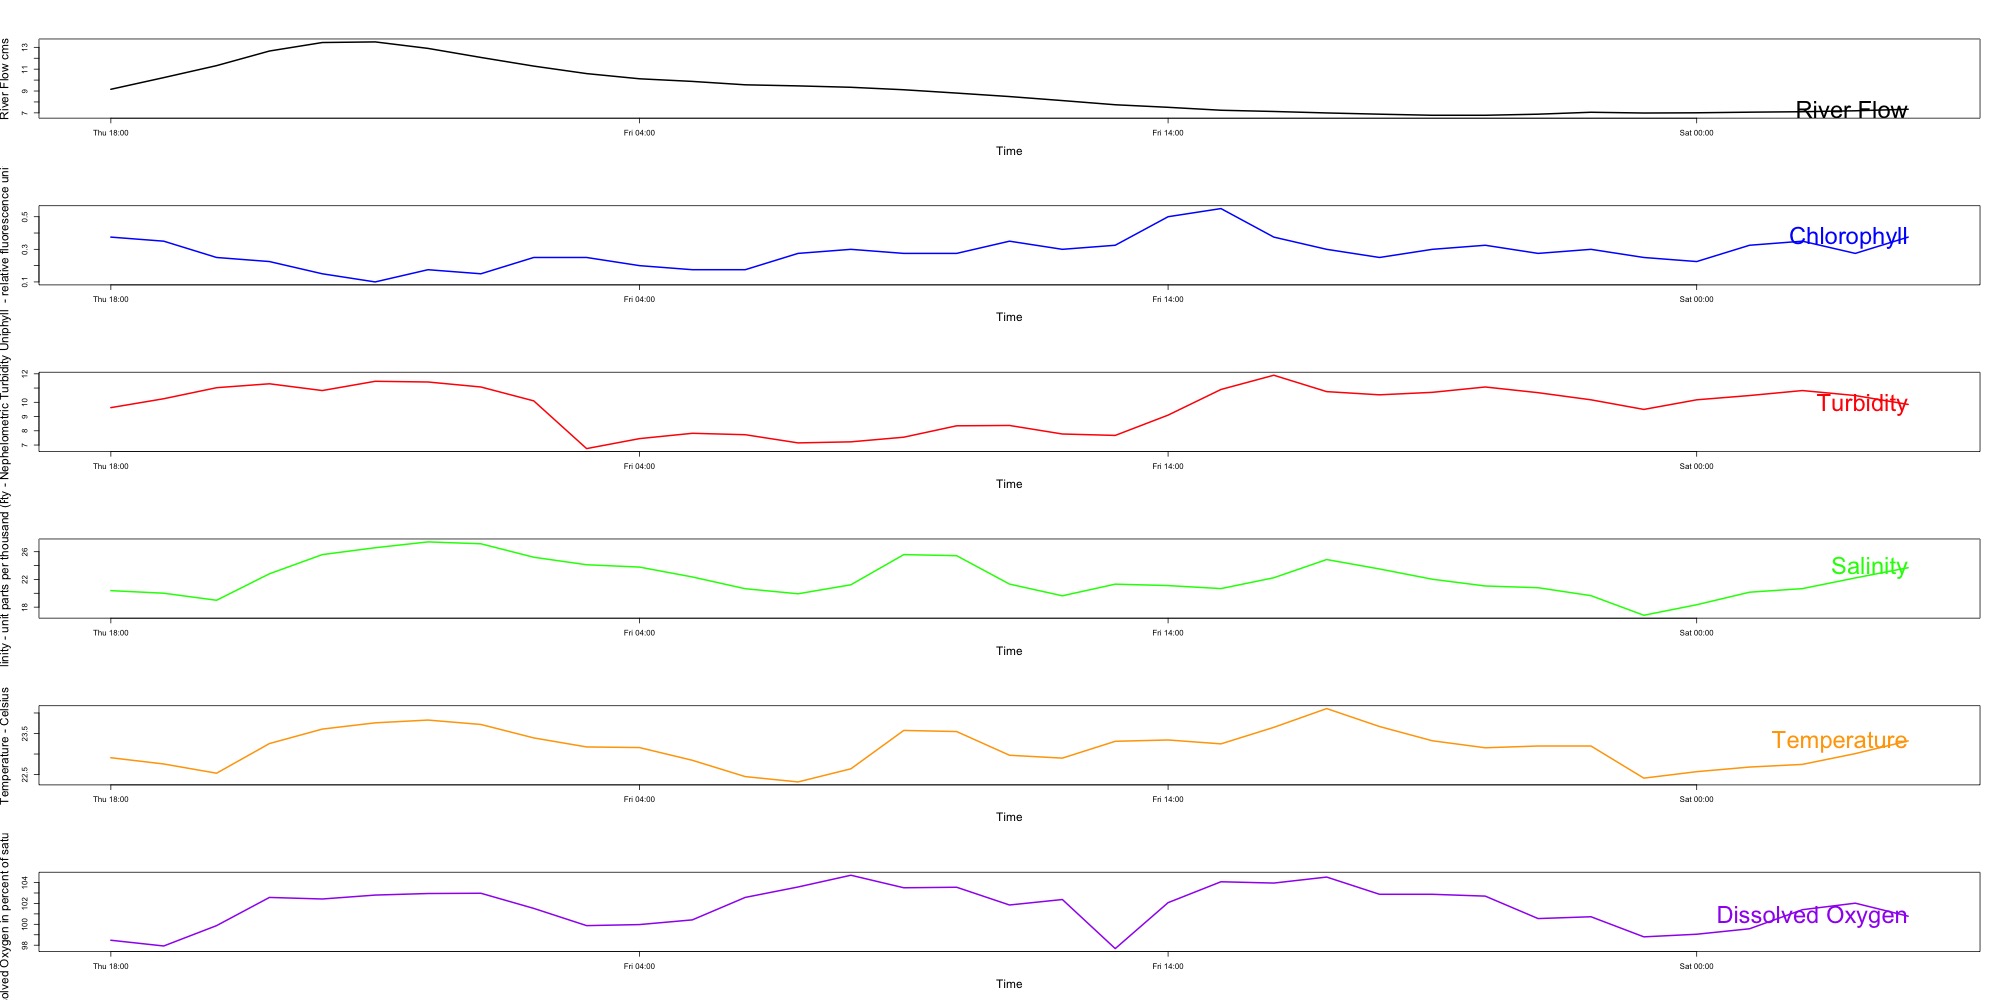 River Flow cms
13
11
9
7
River Flow
Thu 18:00 Fri 04:00 Fri 14:00 Sat 00:00
Time
- relative fluorescence uni
0.5
0.3
0.1
Chlorophyll
Thu 18:00 Fri 04:00 Fri 14:00 Sat 00:00
Time
- Nephelometric Turbidity
12
10
9
8
7
Turbidity
Thu 18:00 Fri 04:00 Fri 14:00 Sat 00:00
Time
linity - unit parts per thousand
26
22
18
Salinity
Thu 18:00 Fri 04:00 Fri 14:00 Sat 00:00
Time
Temperature - Celsius
23.5
22.5
Temperature
Thu 18:00 Fri 04:00 Fri 14:00 Sat 00:00
Time
olved Oxygen in percent of satu
104
102
100
98
Dissolved Oxygen
Thu 18:00 Fri 04:00 Fri 14:00 Sat 00:00
Time